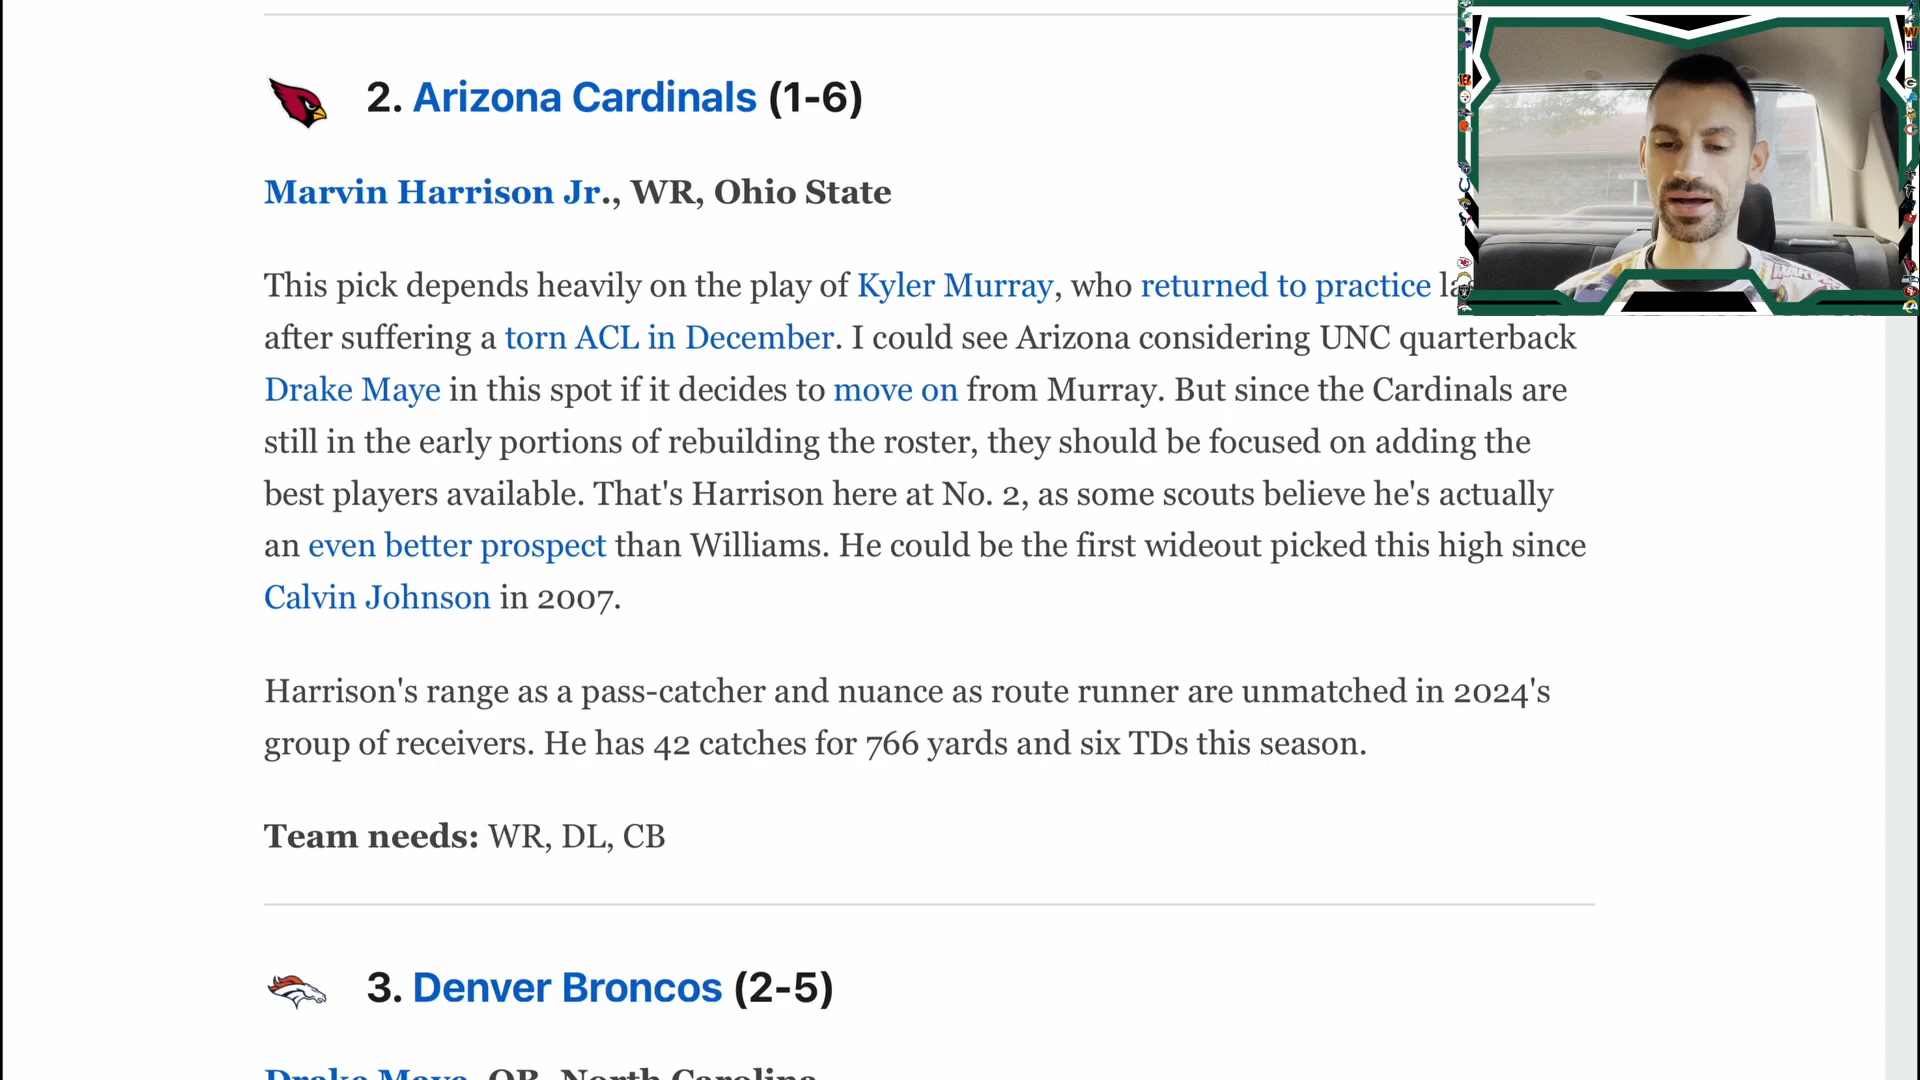 2. Arizona Cardinals (1-6)
Marvin Harrison Jr., WR, Ohio State
This pick depends heavily on the play of Kyler Murray, who returned to practice
after suffering a torn ACL in December. I could see Arizona considering UNC quarterback
Drake Maye in this spot if it decides to move on from Murray. But since the Cardinals are
still in the early portions of rebuilding the roster, they should be focused on adding the
best players available. That's Harrison here at No. 2, as some scouts believe he's actually
an even better prospect than Williams. He could be the first wideout picked this high since
Calvin Johnson in 2007.
Harrison's range as a pass-catcher and nuance as route runner are unmatched in 2024's
group of receivers. He has 42 catches for 766 yards and six TDs this season.
Team needs: WR, DL, CB
3. Denver Broncos (2-5)
Drake Maye, QB, North Carolina